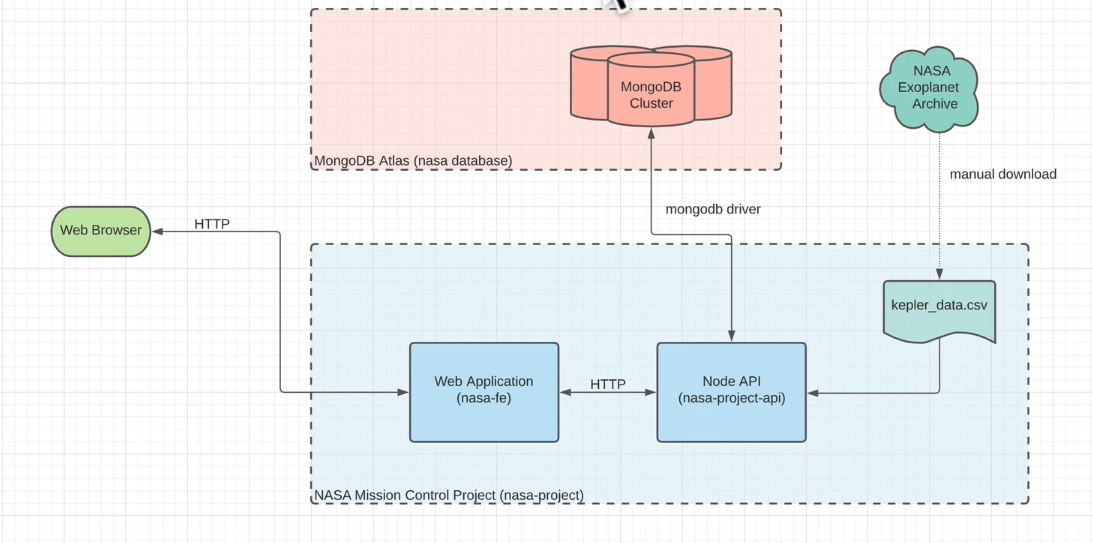 MongoDB
Cluster
MongoDB Atlas (nasa database)
NASA
Exoplanet
Archive
manual download
mongodb driver
Web Browser
HTTP
kepler_data.csv
Web Application
(nasa-fe)
HTTP
Node API
(nasa-project-api)
NASA Mission Control Project (nasa-project)